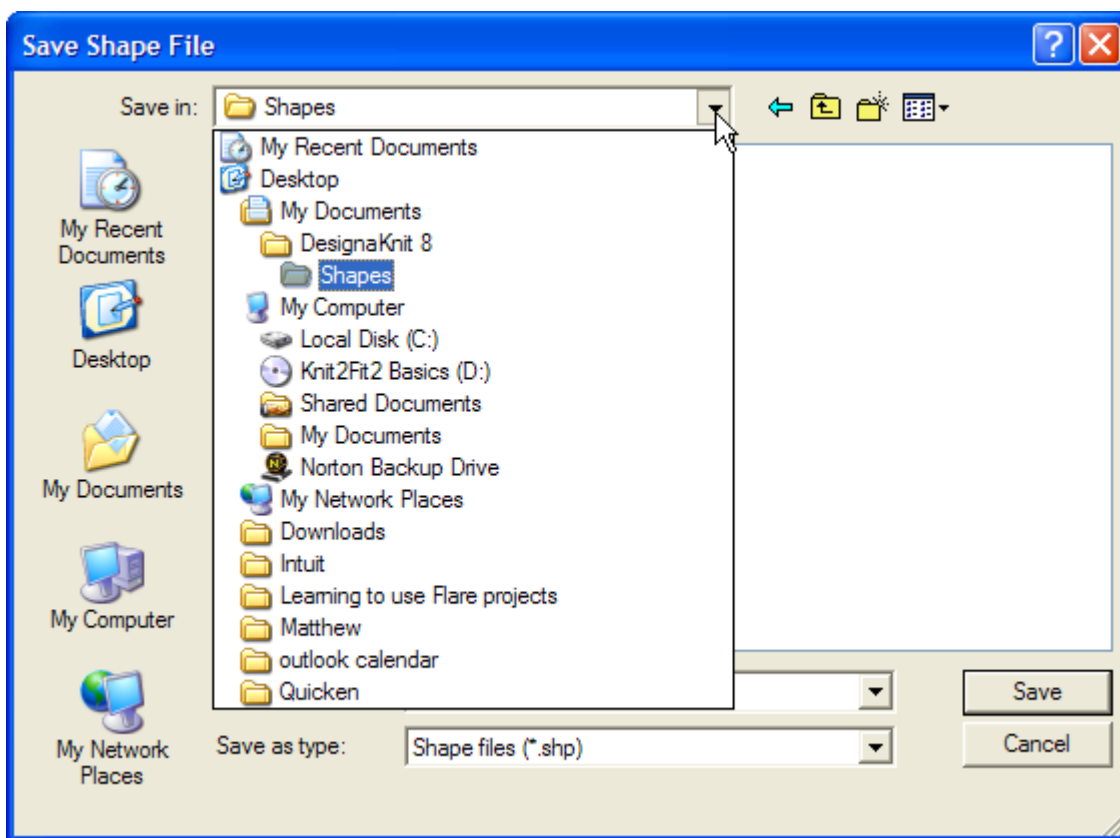 Save Shape File
Save in:
Shapes
My Recent Documents
Desktop
My Documents
DesignaKnit 8
Shapes
My Computer
Local Disk (C:)
Knit2Fit2 Basics (D:)
Shared Documents
My Documents
Norton Backup Drive
My Network Places
Downloads
Intuit
Learning to use Flare projects
Matthew
outlook calendar
Quicken
My Recent
Documents
Desktop
My Documents
My Computer
My Network
Places
Save
Save as type:
Shape files (*.shp)
Cancel